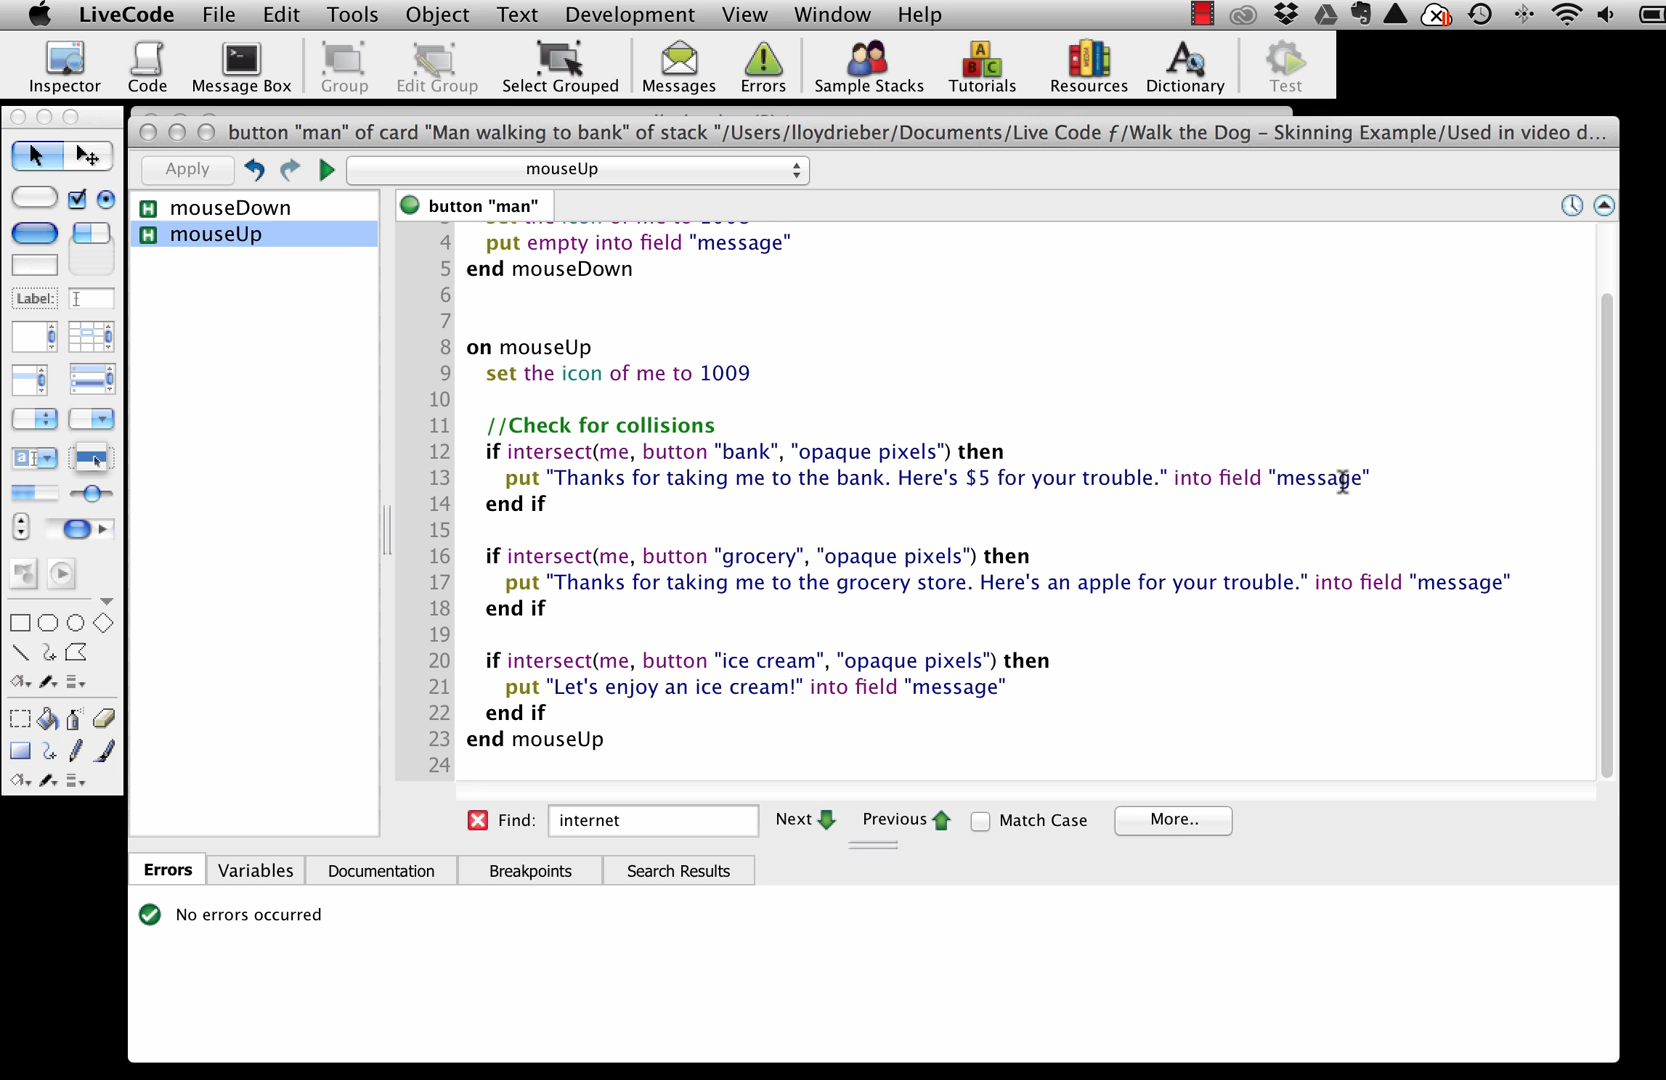 LiveCode File Edit Tools Object Text Development View Window Help
Inspector Code Message Box Group Edit Group Select Grouped Messages Errors Sample Stacks Tutorials Resources Dictionary Test
button "man" of card "Man walking to bank" of stack "/Users/lloydrieber/Documents/Live Code ƒ/Walk the Dog – Skinning Example/Used in video d...
Apply mouseUp
mouseDown
mouseUp
button "man"
4 put empty into field "message"
5 end mouseDown
6
7
8 on mouseUp
9 set the icon of me to 1009
10
11 //Check for collisions
12 if intersect(me, button "bank", "opaque pixels") then
13 put "Thanks for taking me to the bank. Here's $5 for your trouble." into field "message"
14 end if
15
16 if intersect(me, button "grocery", "opaque pixels") then
17 put "Thanks for taking me to the grocery store. Here's an apple for your trouble." into field "message"
18 end if
19
20 if intersect(me, button "ice cream", "opaque pixels") then
21 put "Let's enjoy an ice cream!" into field "message"
22 end if
23 end mouseUp
24
Label:
Find: internet Next Previous Match Case More..
Errors Variables Documentation Breakpoints Search Results
No errors occurred